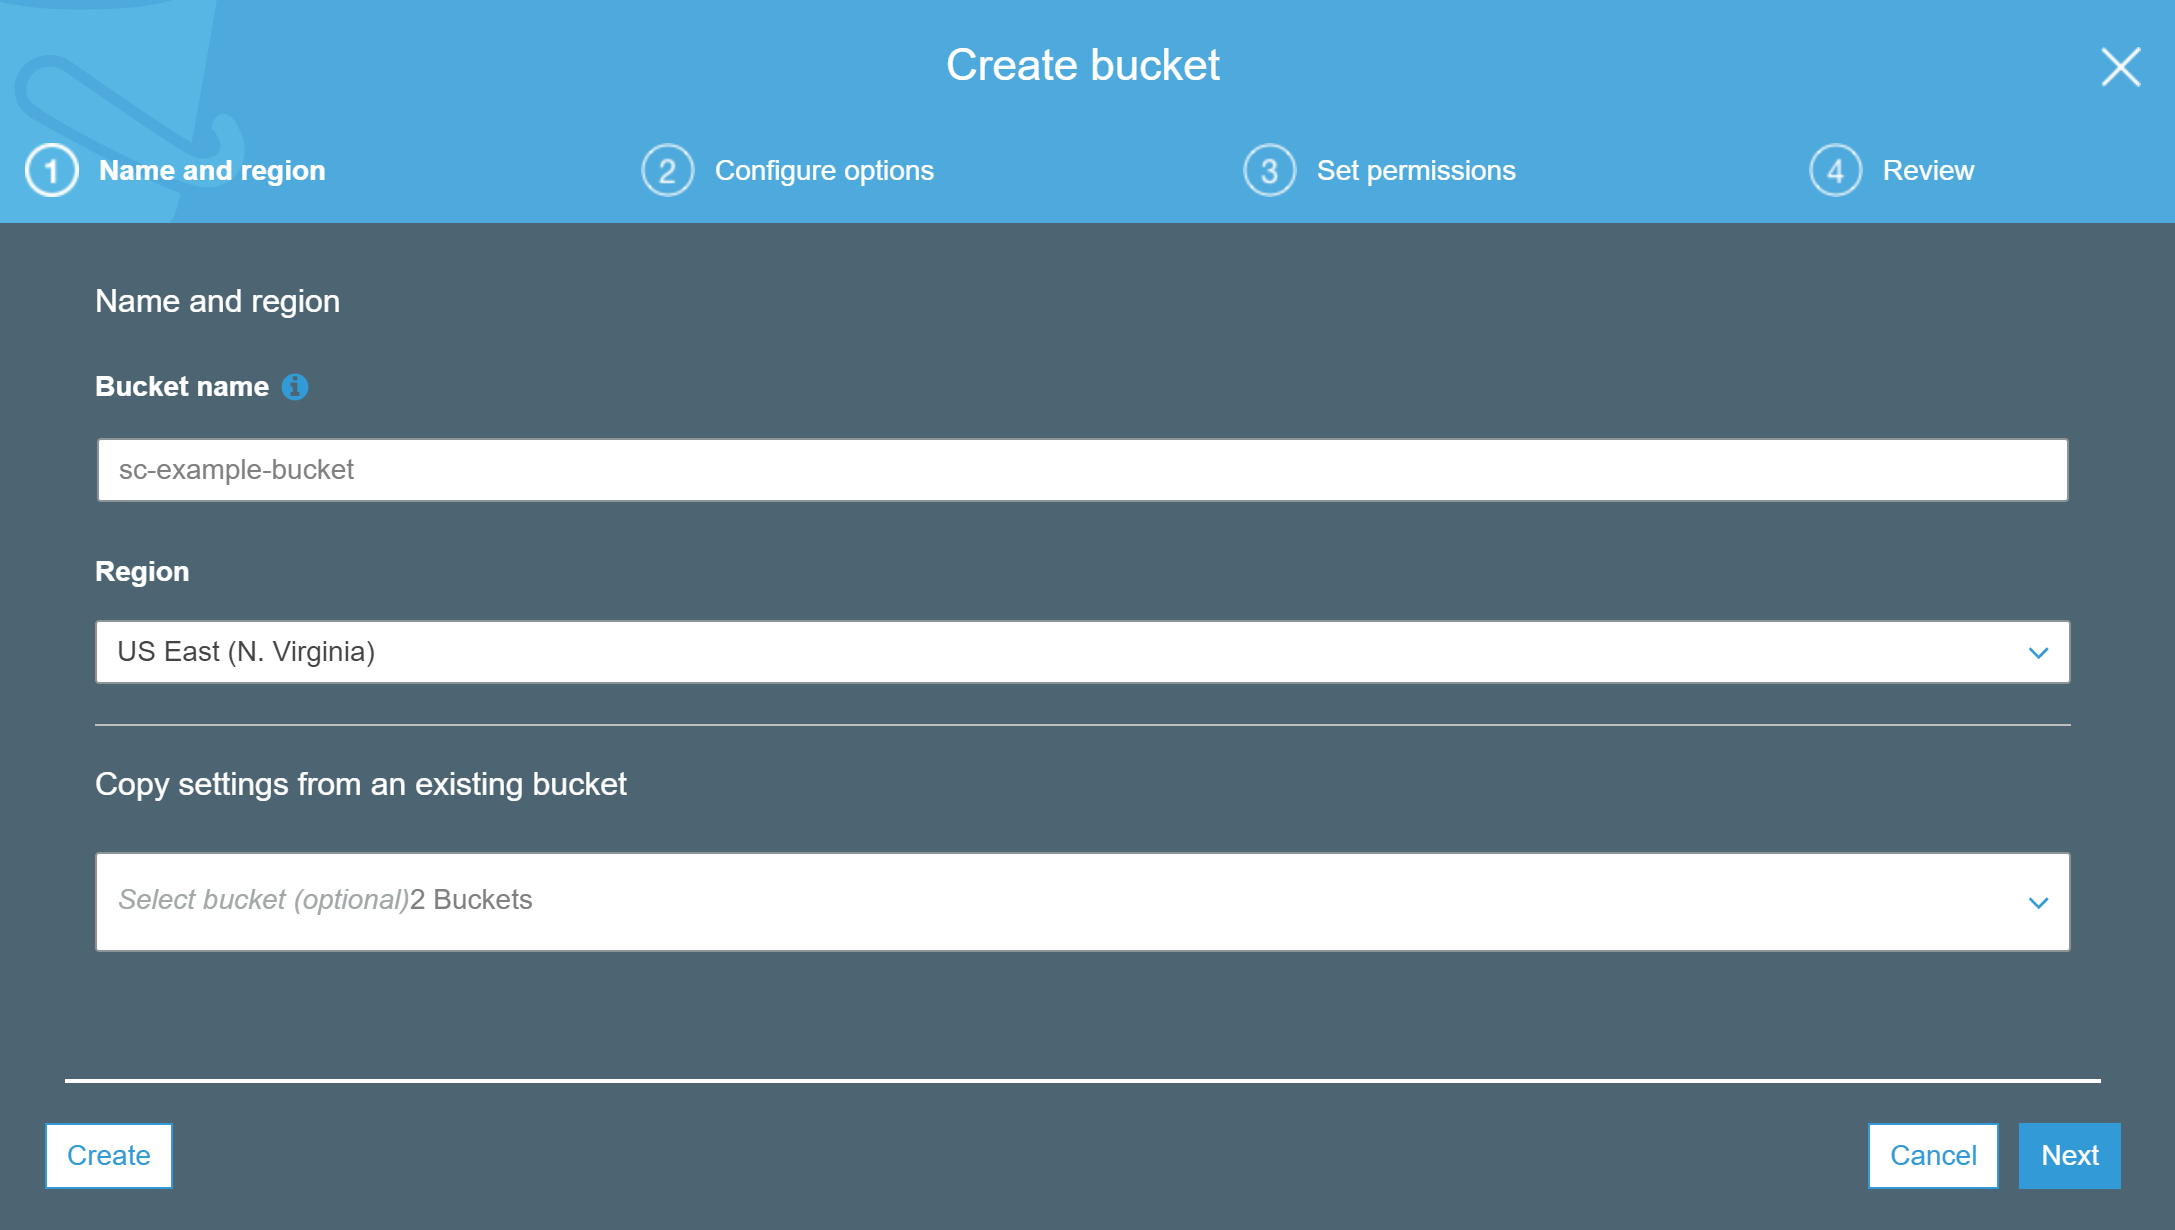 Create bucket
1 Name and region
2 Configure options
3 Set permissions
4 Review
Name and region
Bucket name
sc-example-bucket
Region
US East (N. Virginia)
Copy settings from an existing bucket
Select bucket (optional)2 Buckets
Create
Cancel
Next